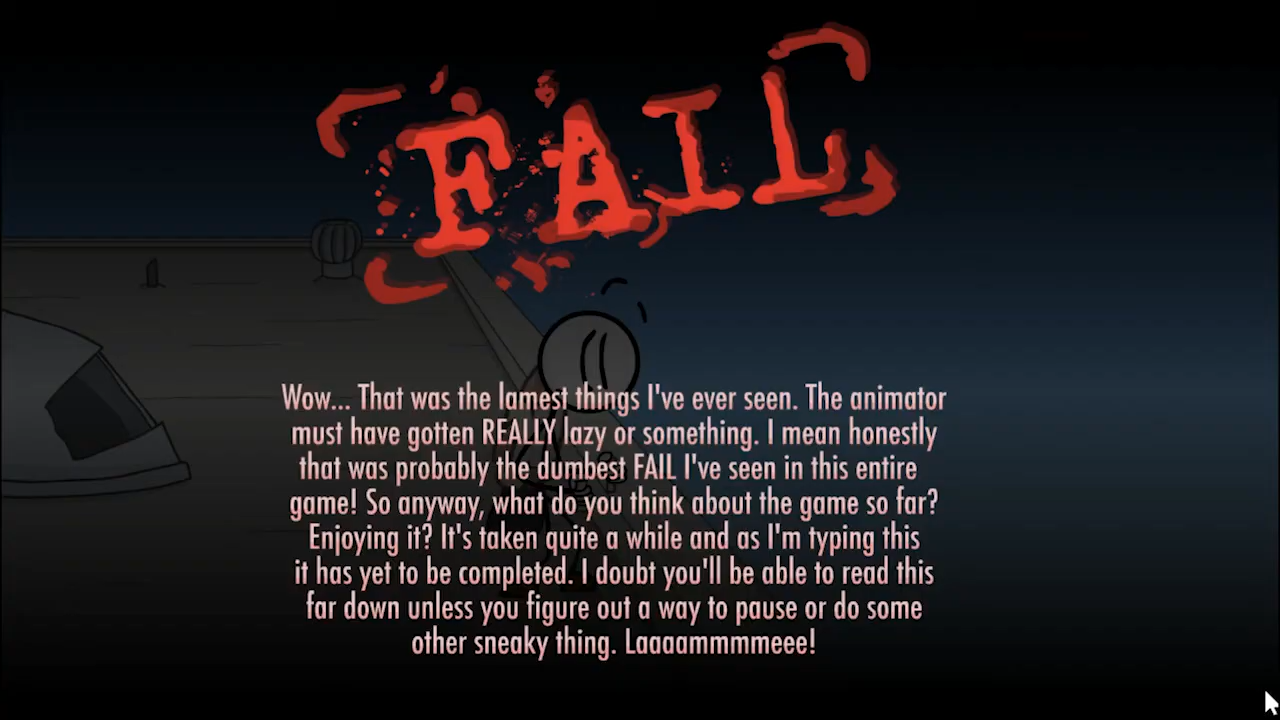 FAIL
Wow... That was the lamest things I've ever seen. The animator
must have gotten REALLY lazy or something. I mean honestly
that was probably the dumbest FAIL I've seen in this entire
game! So anyway, what do you think about the game so far?
Enjoying it? It's taken quite a while and as I'm typing this
it has yet to be completed. I doubt you'll be able to read this
far down unless you figure out a way to pause or do some
other sneaky thing. Laaaammmmeee!